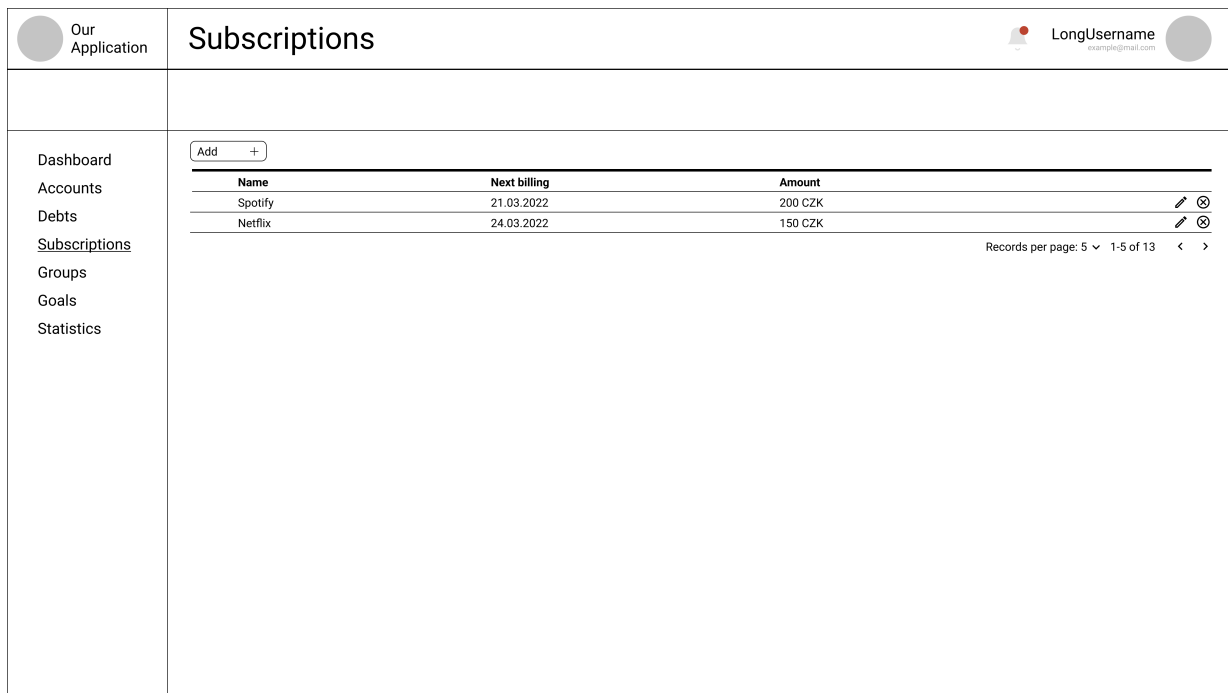 Our
Application
Subscriptions
LongUsername
example@mail.com
Dashboard
Accounts
Debts
Subscriptions
Groups
Goals
Statistics
Add +
Name Next billing Amount
Spotify 21.03.2022 200 CZK
Netflix 24.03.2022 150 CZK
Records per page: 5 1-5 of 13